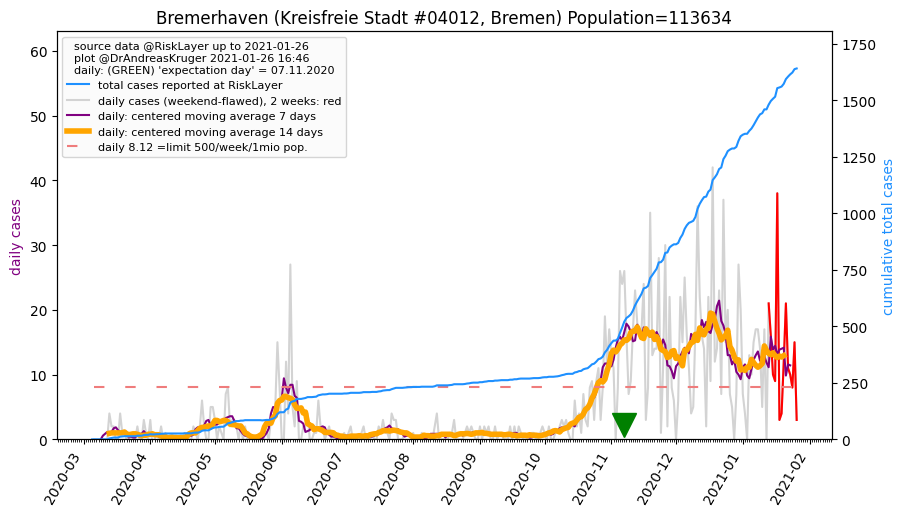 Bremerhaven (Kreisfreie Stadt #04012, Bremen) Population=113634
source data @RiskLayer up to 2021-01-26
plot @DrAndreasKruger 2021-01-26 16:46
daily: (GREEN) 'expectation day' = 07.11.2020
total cases reported at RiskLayer
daily cases (weekend-flawed), 2 weeks: red
daily: centered moving average 7 days
daily: centered moving average 14 days
daily 8.12 =limit 500/week/1mio pop.
daily cases
60
50
40
30
20
10
0
cumulative total cases
1750
1500
1250
1000
750
500
250
0
2020-03
2020-04
2020-05
2020-06
2020-07
2020-08
2020-09
2020-10
2020-11
2020-12
2021-01
2021-02